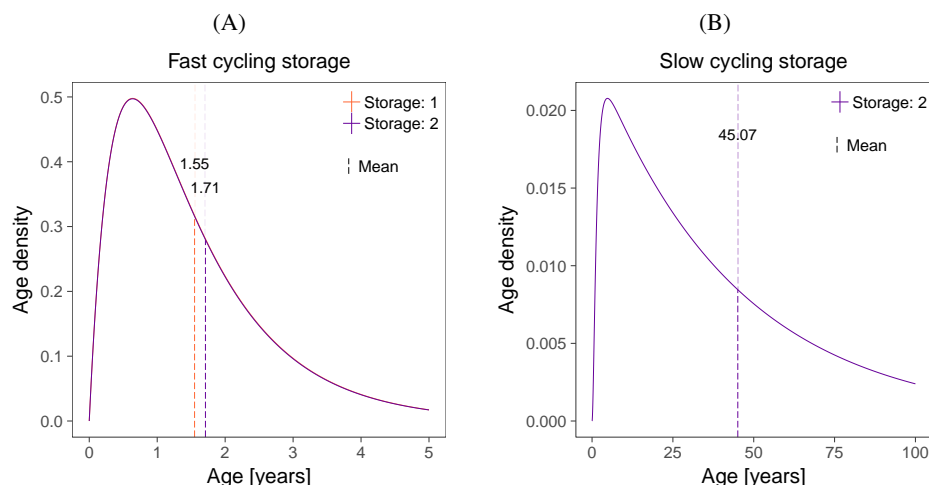 (A)
Fast cycling storage
Age density
0.5
0.4
0.3
0.2
0.1
0.0
Storage: 1
Storage: 2
Mean
1.55
1.71
0 1 2 3 4 5
Age [years]
(B)
Slow cycling storage
Age density
0.020
0.015
0.010
0.005
0.000
Storage: 2
Mean
45.07
0 25 50 75 100
Age [years]